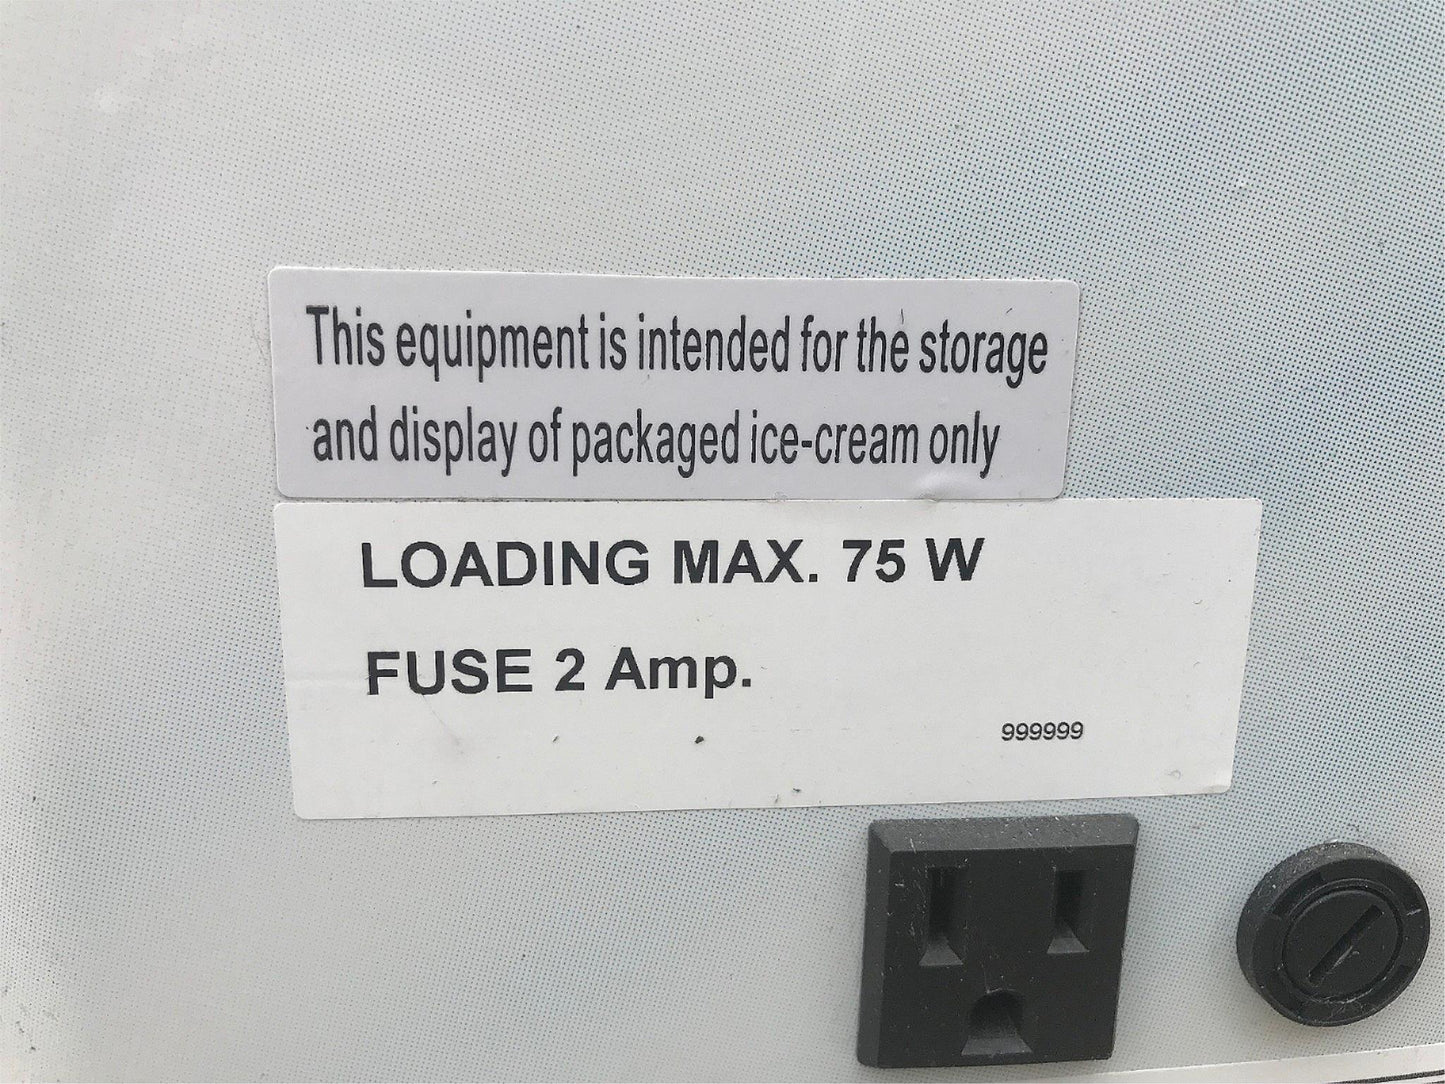 This equipment is intended for the storage
and display of packaged ice-cream only
LOADING MAX. 75 W
FUSE 2 Amp.
999999